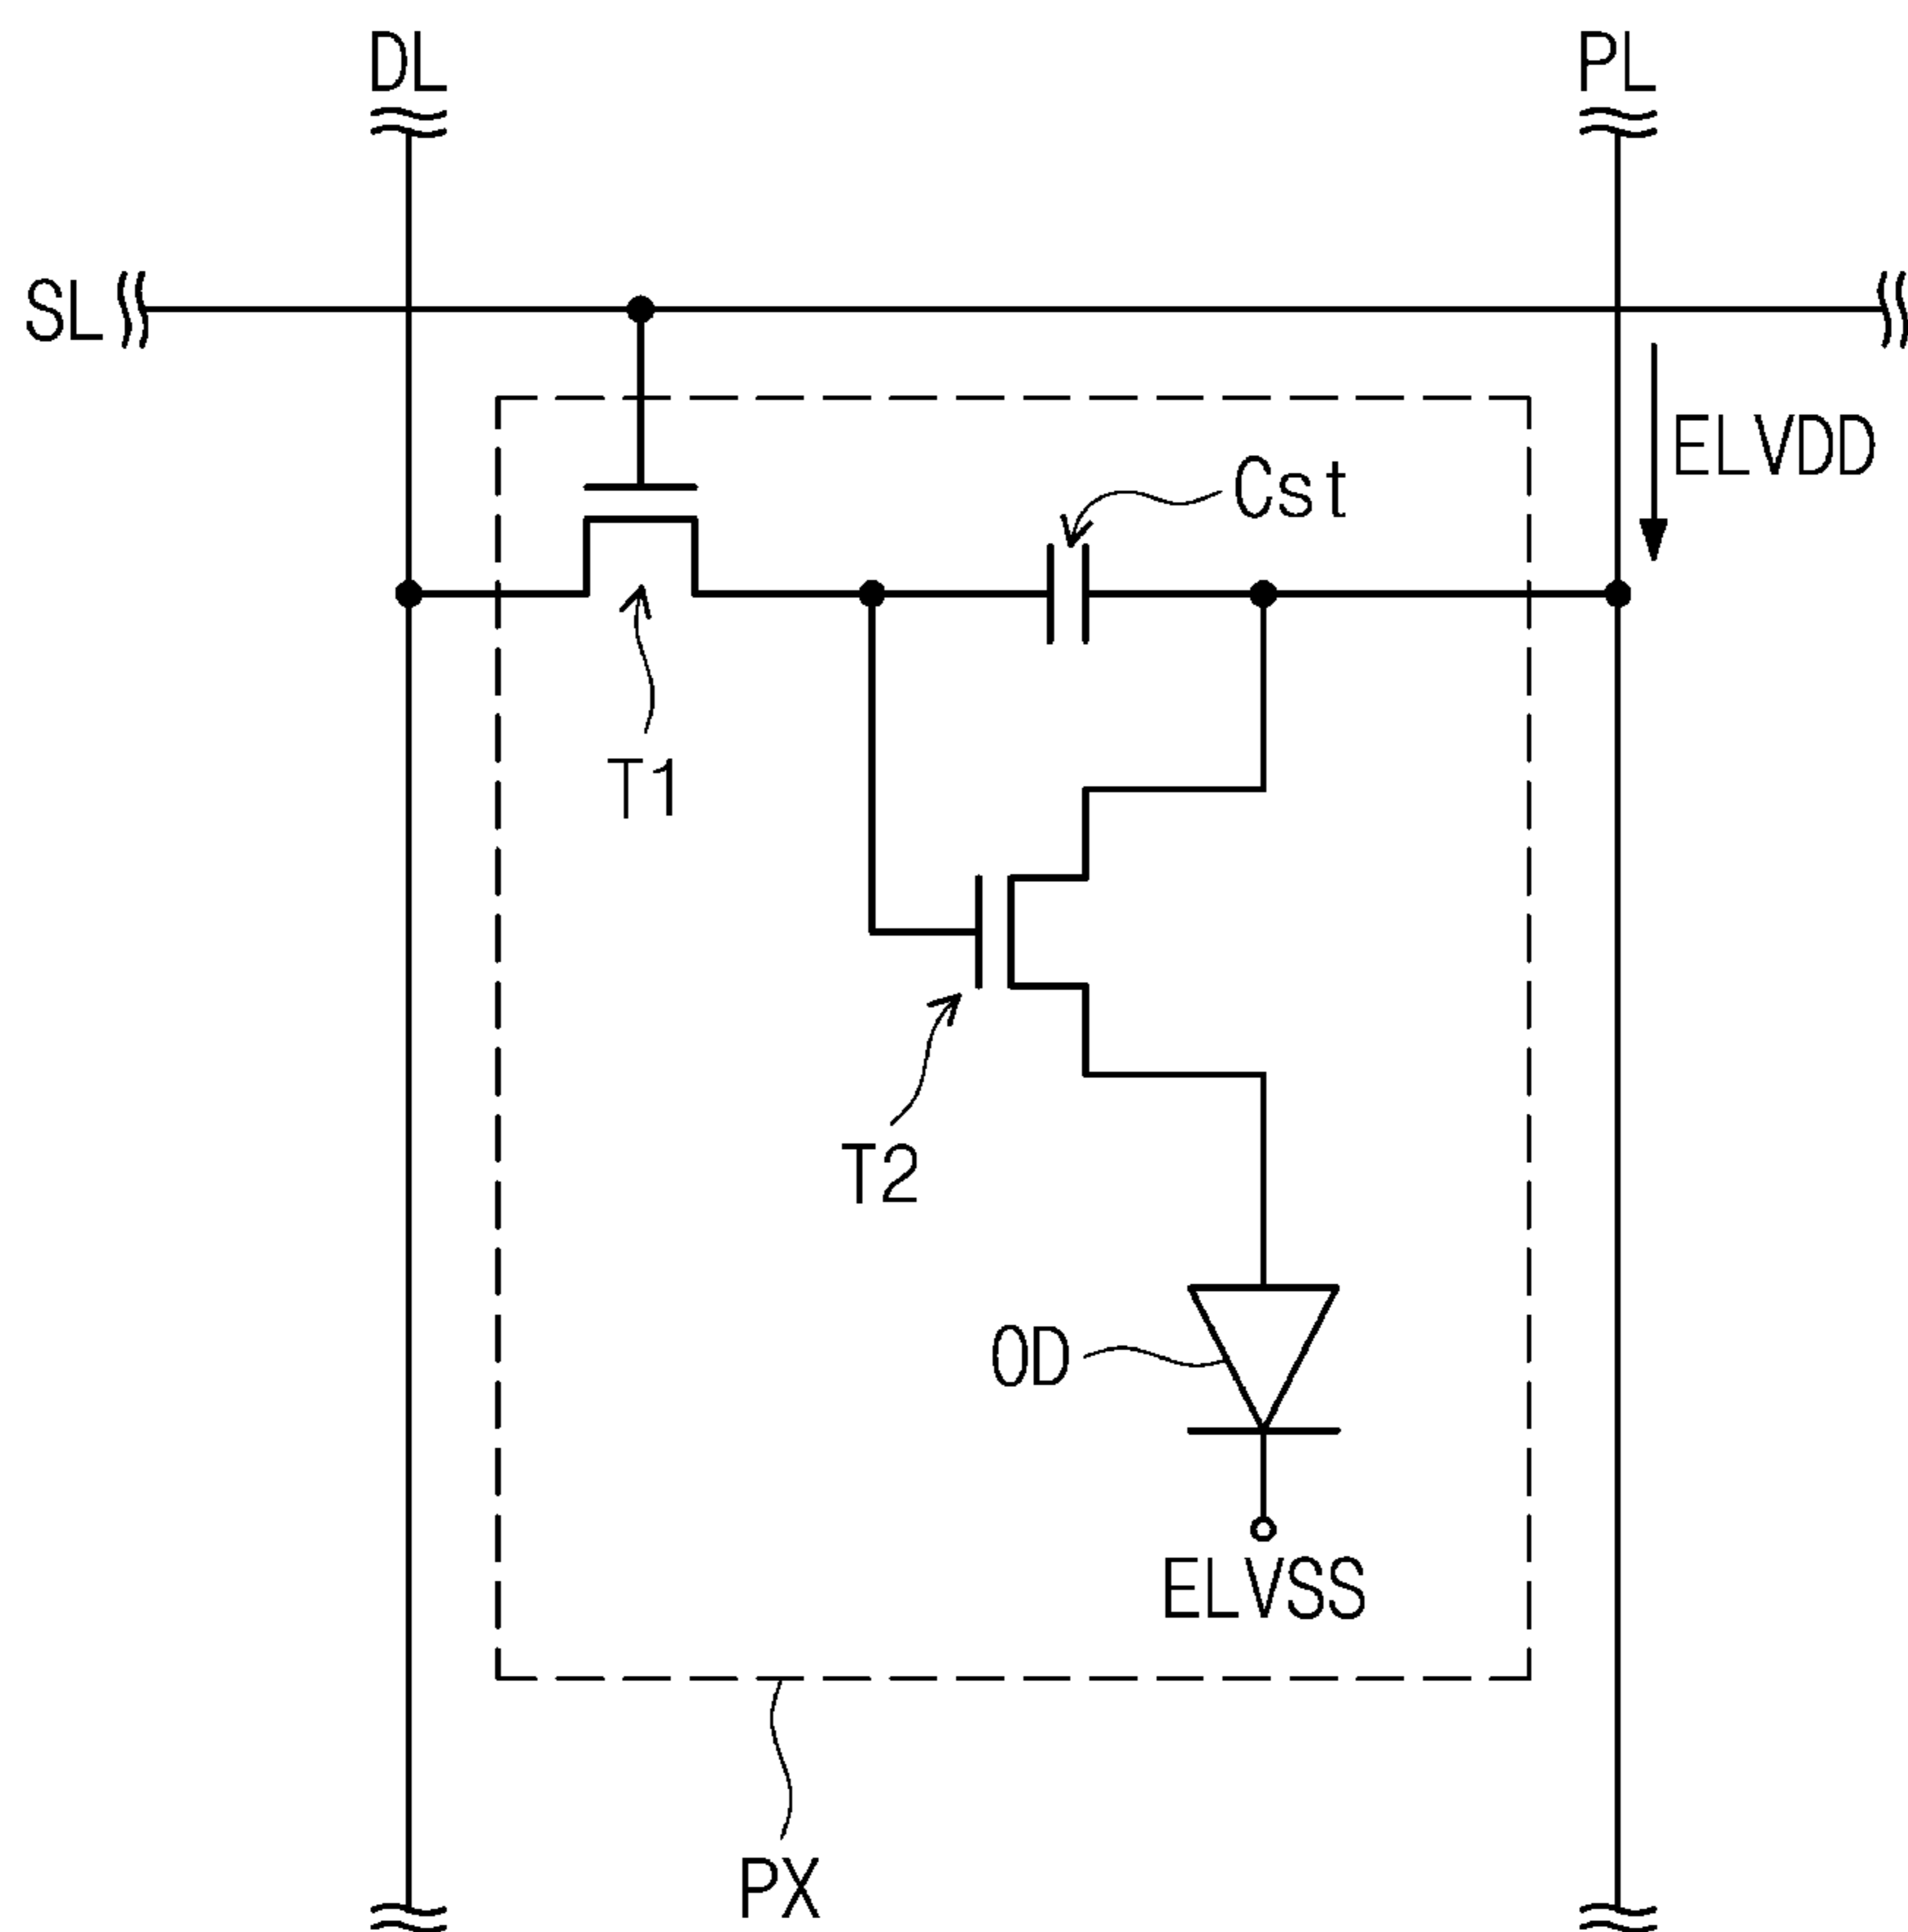 DL
PL
SL
ELVDD
Cst
T1
T2
OD
ELVSS
PX